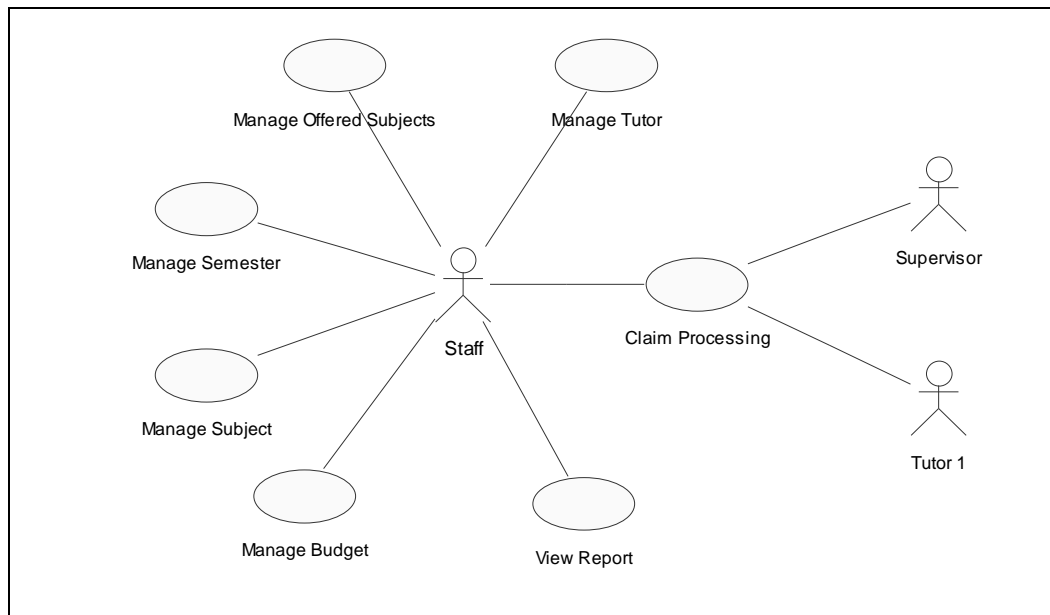 Manage Offered Subjects
Manage Tutor
Manage Semester
Supervisor
Staff
Claim Processing
Manage Subject
Tutor 1
Manage Budget
View Report